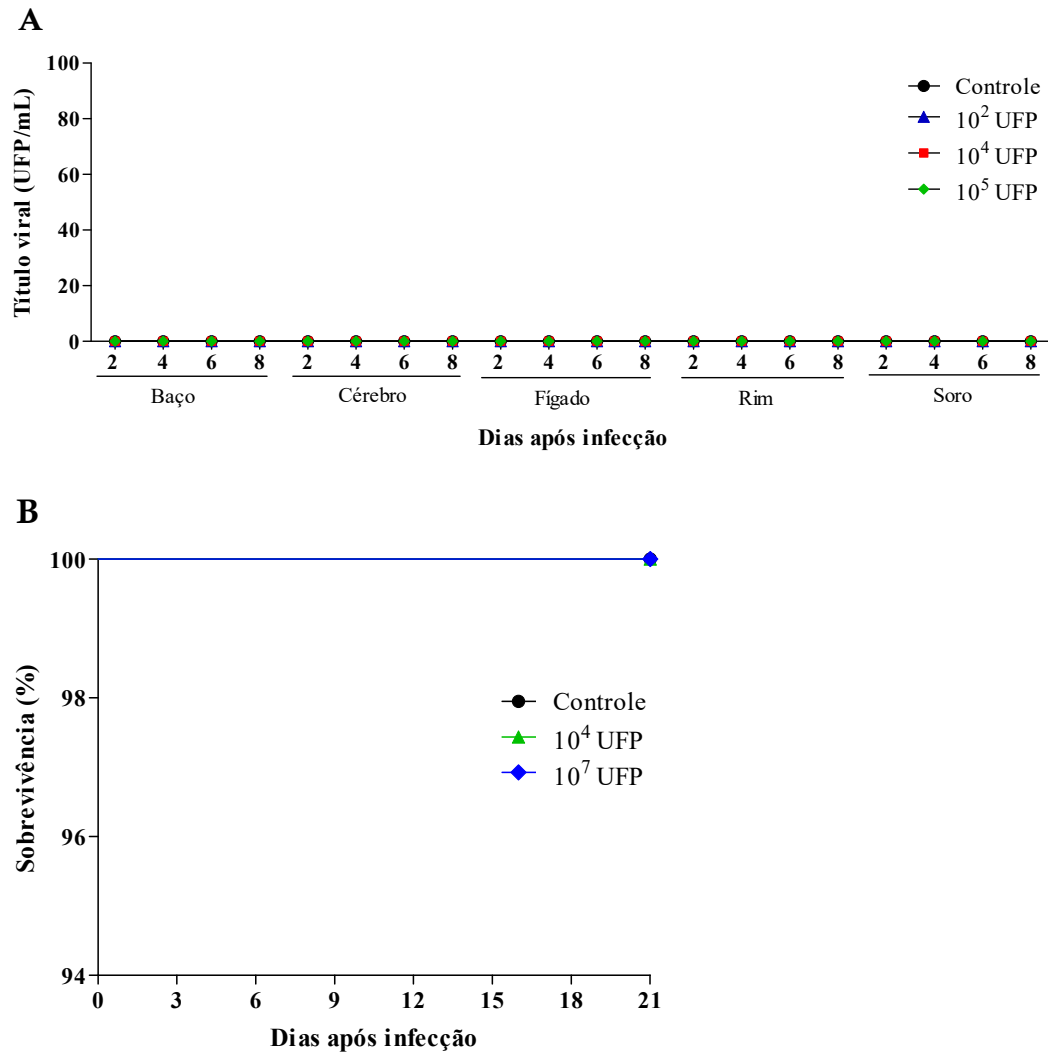 A
Título viral (UFP/mL)
100
80
60
40
20
0
Controle
10² UFP
10⁴ UFP
10⁵ UFP
2 4 6 8 2 4 6 8 2 4 6 8 2 4 6 8 2 4 6 8
Baço Cérebro Fígado Rim Soro
Dias após infecção
B
Sobrevivência (%)
100
98
96
94
Controle
10⁴ UFP
10⁷ UFP
0 3 6 9 12 15 18 21
Dias após infecção